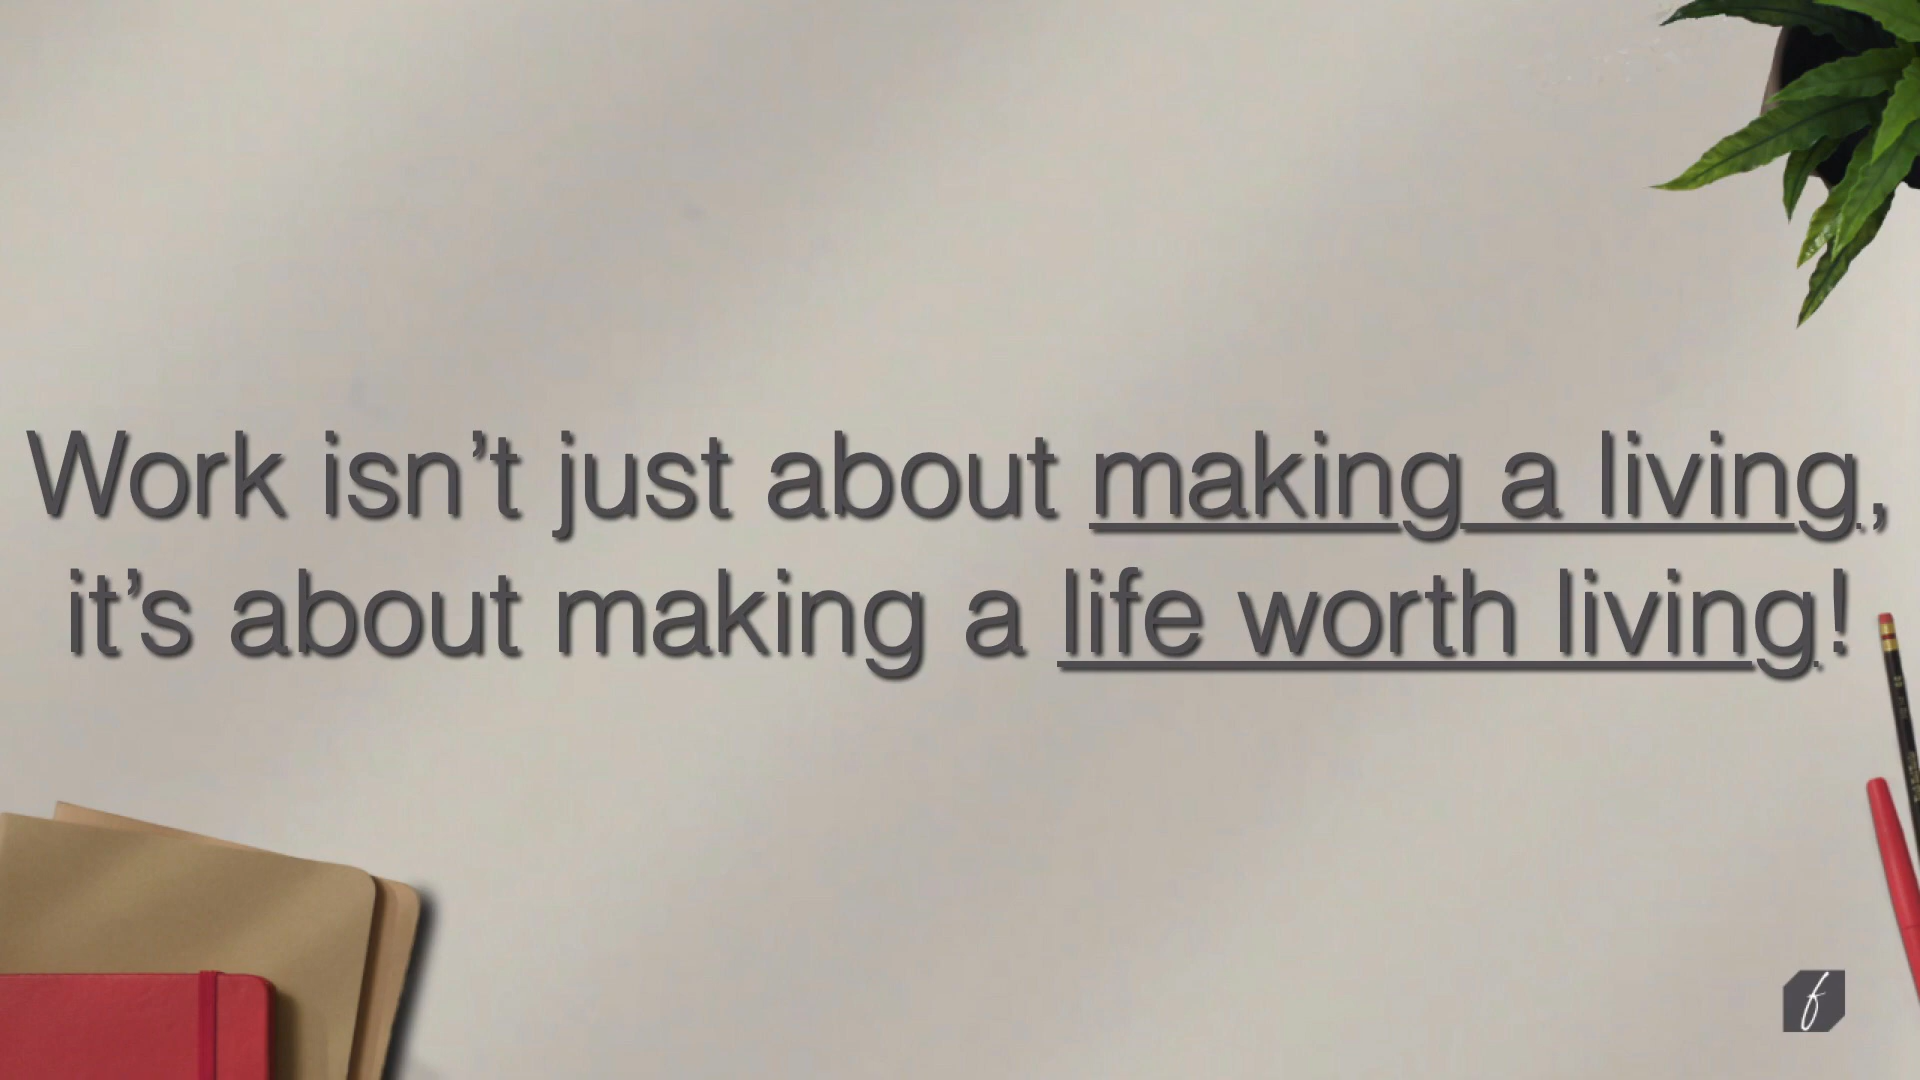 Work isn’t just about making a living,
it’s about making a life worth living!
f